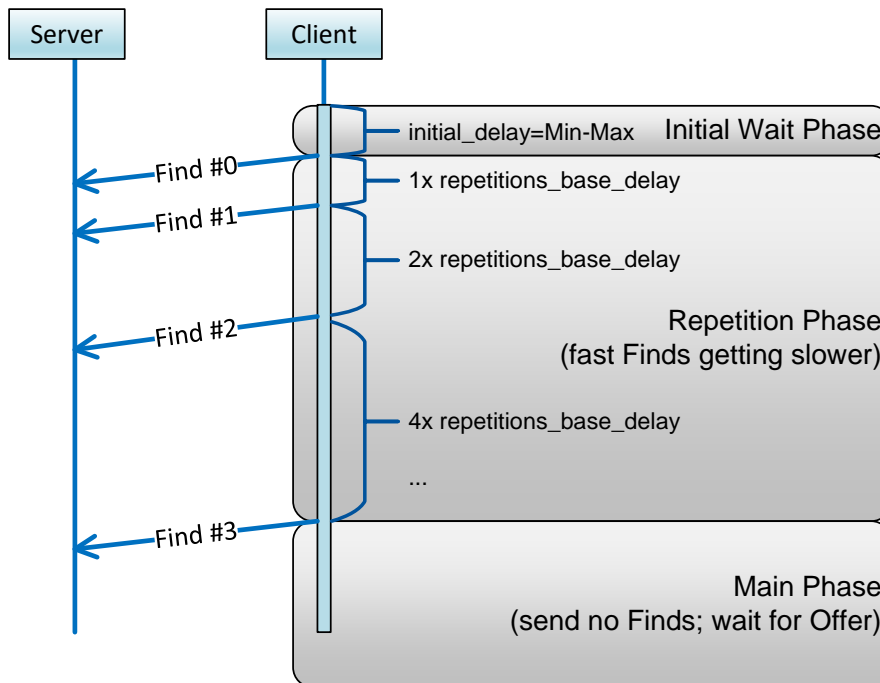 Server
Client
initial_delay=Min-Max
Initial Wait Phase
Find #0
1x repetitions_base_delay
Find #1
2x repetitions_base_delay
Find #2
Repetition Phase
(fast Finds getting slower)
4x repetitions_base_delay
...
Find #3
Main Phase
(send no Finds; wait for Offer)